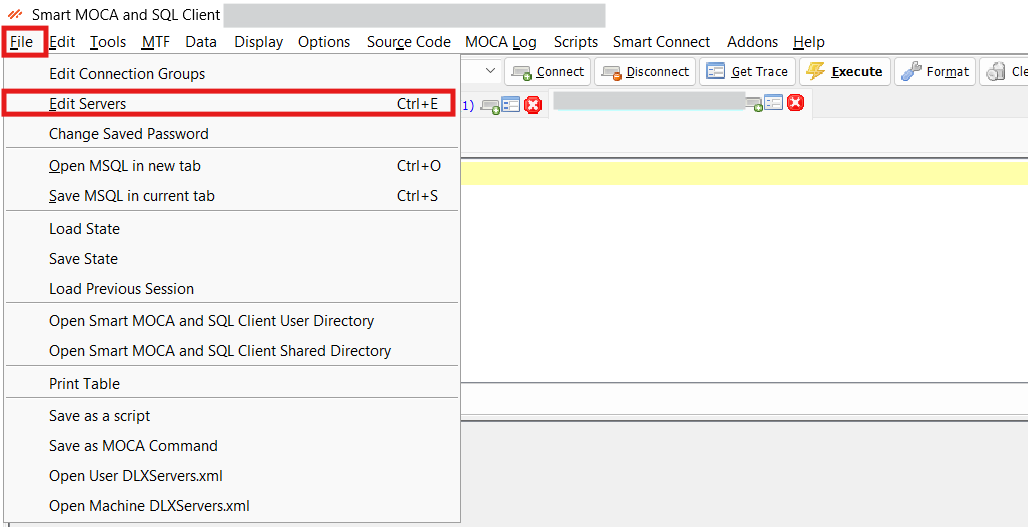 Smart MOCA and SQL Client
File Edit Tools MTF Data Display Options Source Code MOCA Log Scripts Smart Connect Addons Help
Connect Disconnect Get Trace Execute Format
1)
Edit Connection Groups
Edit Servers Ctrl+E
Change Saved Password
Open MSQL in new tab Ctrl+O
Save MSQL in current tab Ctrl+S
Load State
Save State
Load Previous Session
Open Smart MOCA and SQL Client User Directory
Open Smart MOCA and SQL Client Shared Directory
Print Table
Save as a script
Save as MOCA Command
Open User DLXServers.xml
Open Machine DLXServers.xml